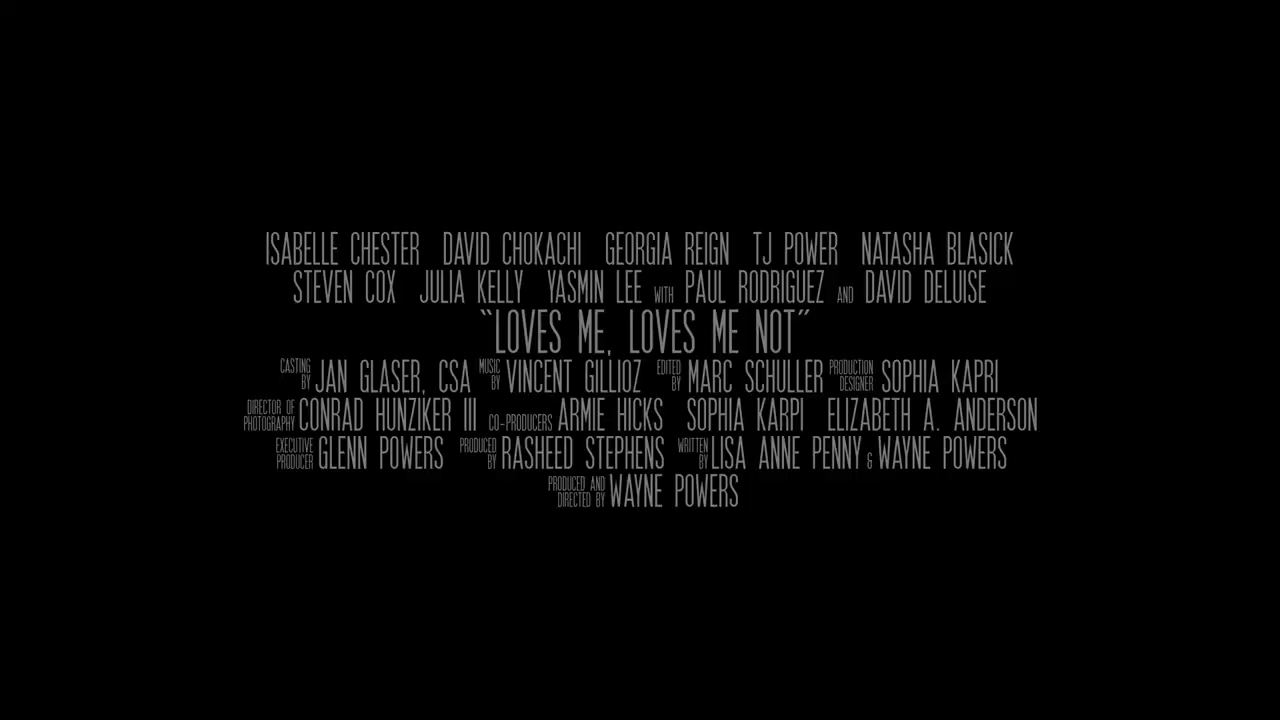 ISABELLE CHESTER DAVID CHOKACHI GEORGIA REIGN TJ POWER NATASHA BLASICK
STEVEN COX JULIA KELLY YASMIN LEE WITH PAUL RODRIGUEZ AND DAVID DELUISE
"LOVES ME, LOVES ME NOT"
CASTING BY JAN GLASER, CSA MUSIC BY VINCENT GILLIOZ EDITED BY MARC SCHULLER PRODUCTION DESIGNER SOPHIA KAPRI
DIRECTOR OF PHOTOGRAPHY CONRAD HUNZIKER III CO-PRODUCERS ARMIE HICKS SOPHIA KARPI ELIZABETH A. ANDERSON
EXECUTIVE PRODUCER GLENN POWERS PRODUCED BY RASHEED STEPHENS WRITTEN BY LISA ANNE PENNY & WAYNE POWERS
PRODUCED AND DIRECTED BY WAYNE POWERS